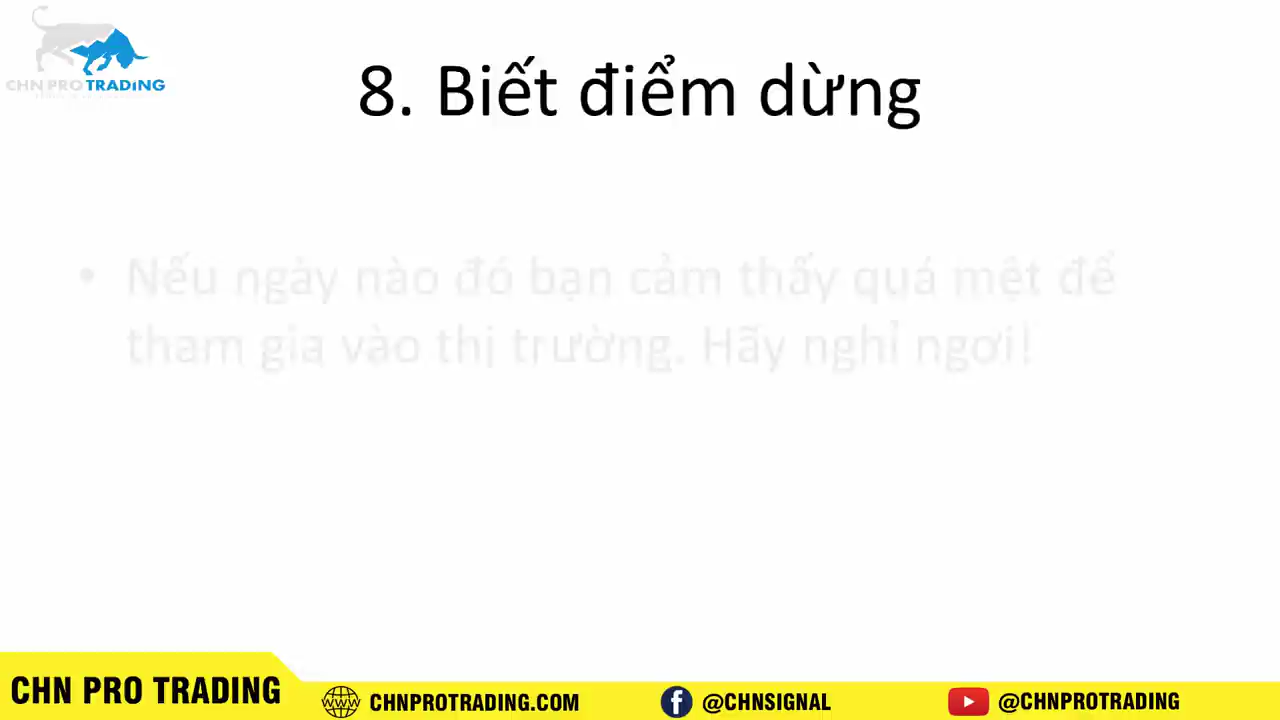 CHN PRO TRADING
8. Biết điểm dừng
• Nếu ngày nào đó bạn cảm thấy quá mệt để
tham gia vào thị trường. Hãy nghỉ ngơi!
CHN PRO TRADING
CHNPROTRADING.COM
@CHNSIGNAL
@CHNPROTRADING